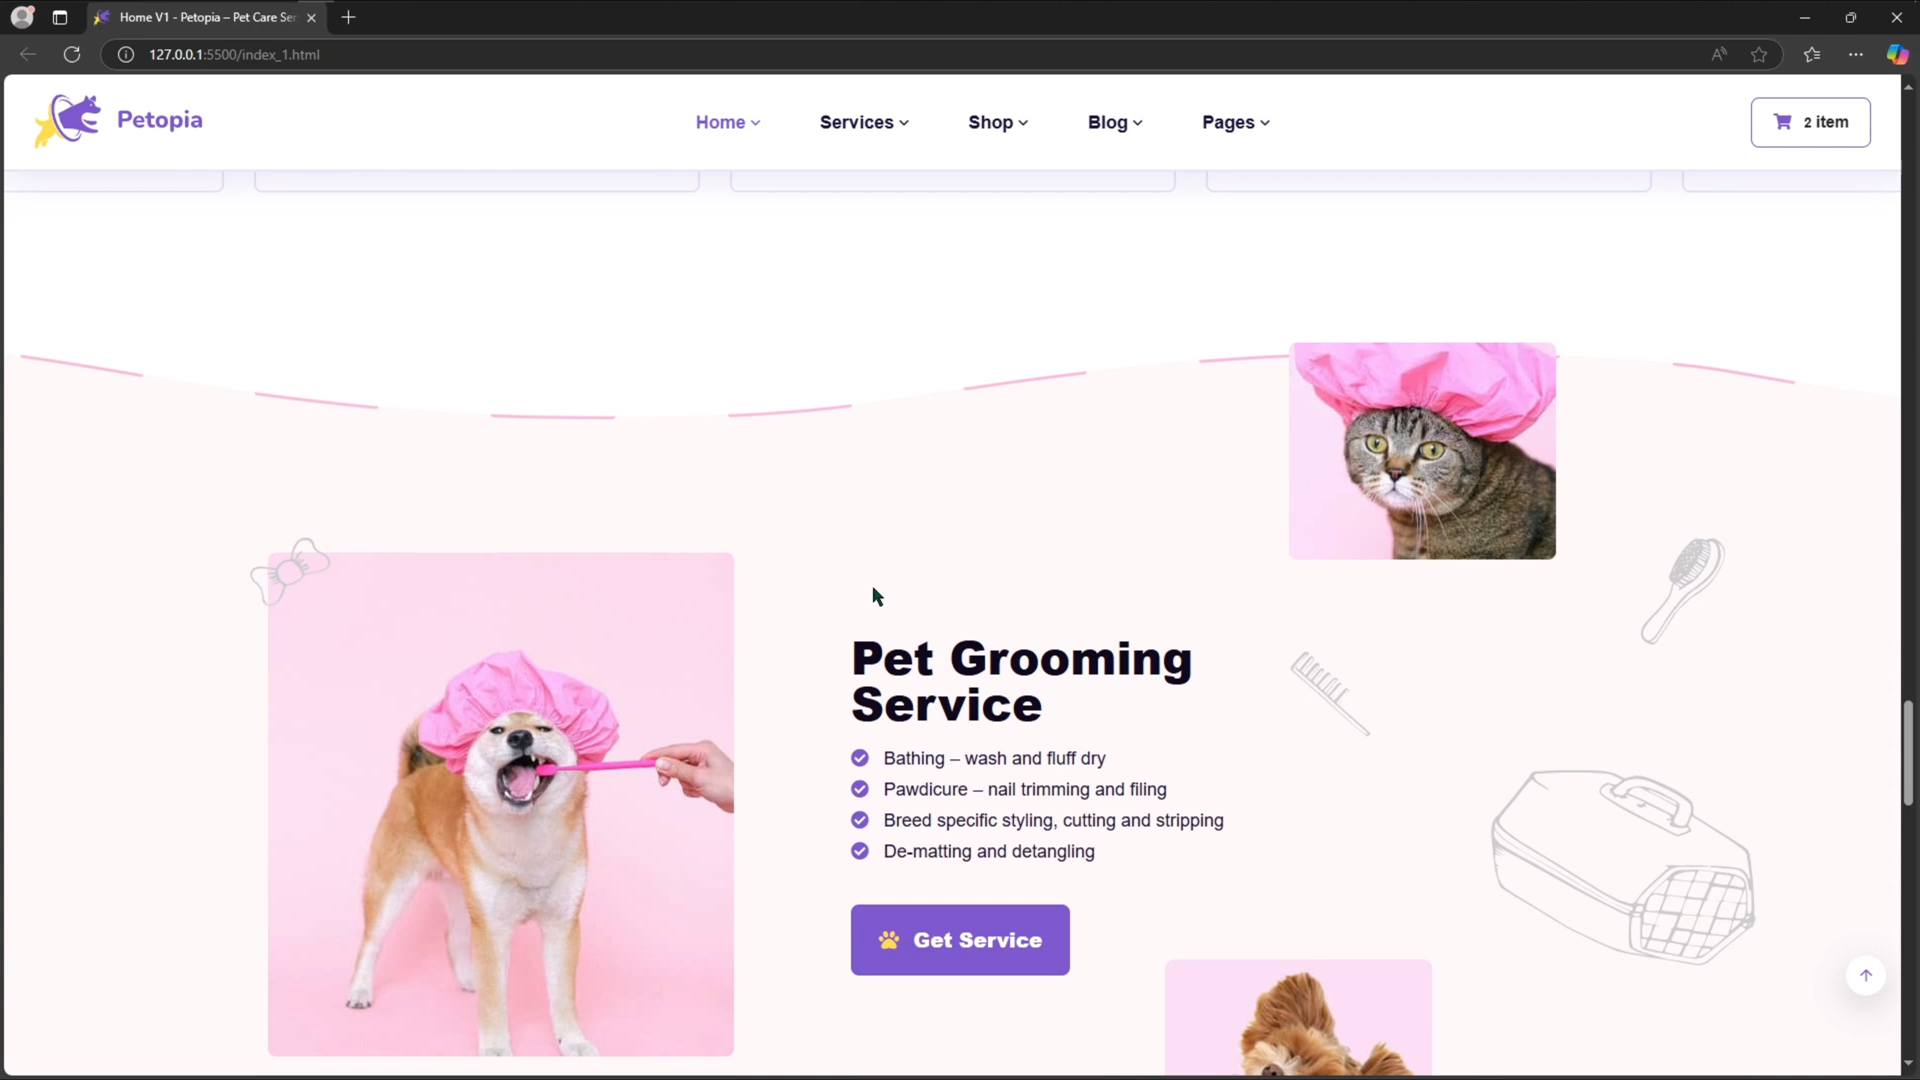 Home V1 - Petopia – Pet Care Ser
127.0.0.1:5500/index_1.html
Petopia
Home
Services
Shop
Blog
Pages
2 item
Pet Grooming
Service
Bathing – wash and fluff dry
Pawdicure – nail trimming and filing
Breed specific styling, cutting and stripping
De-matting and detangling
Get Service